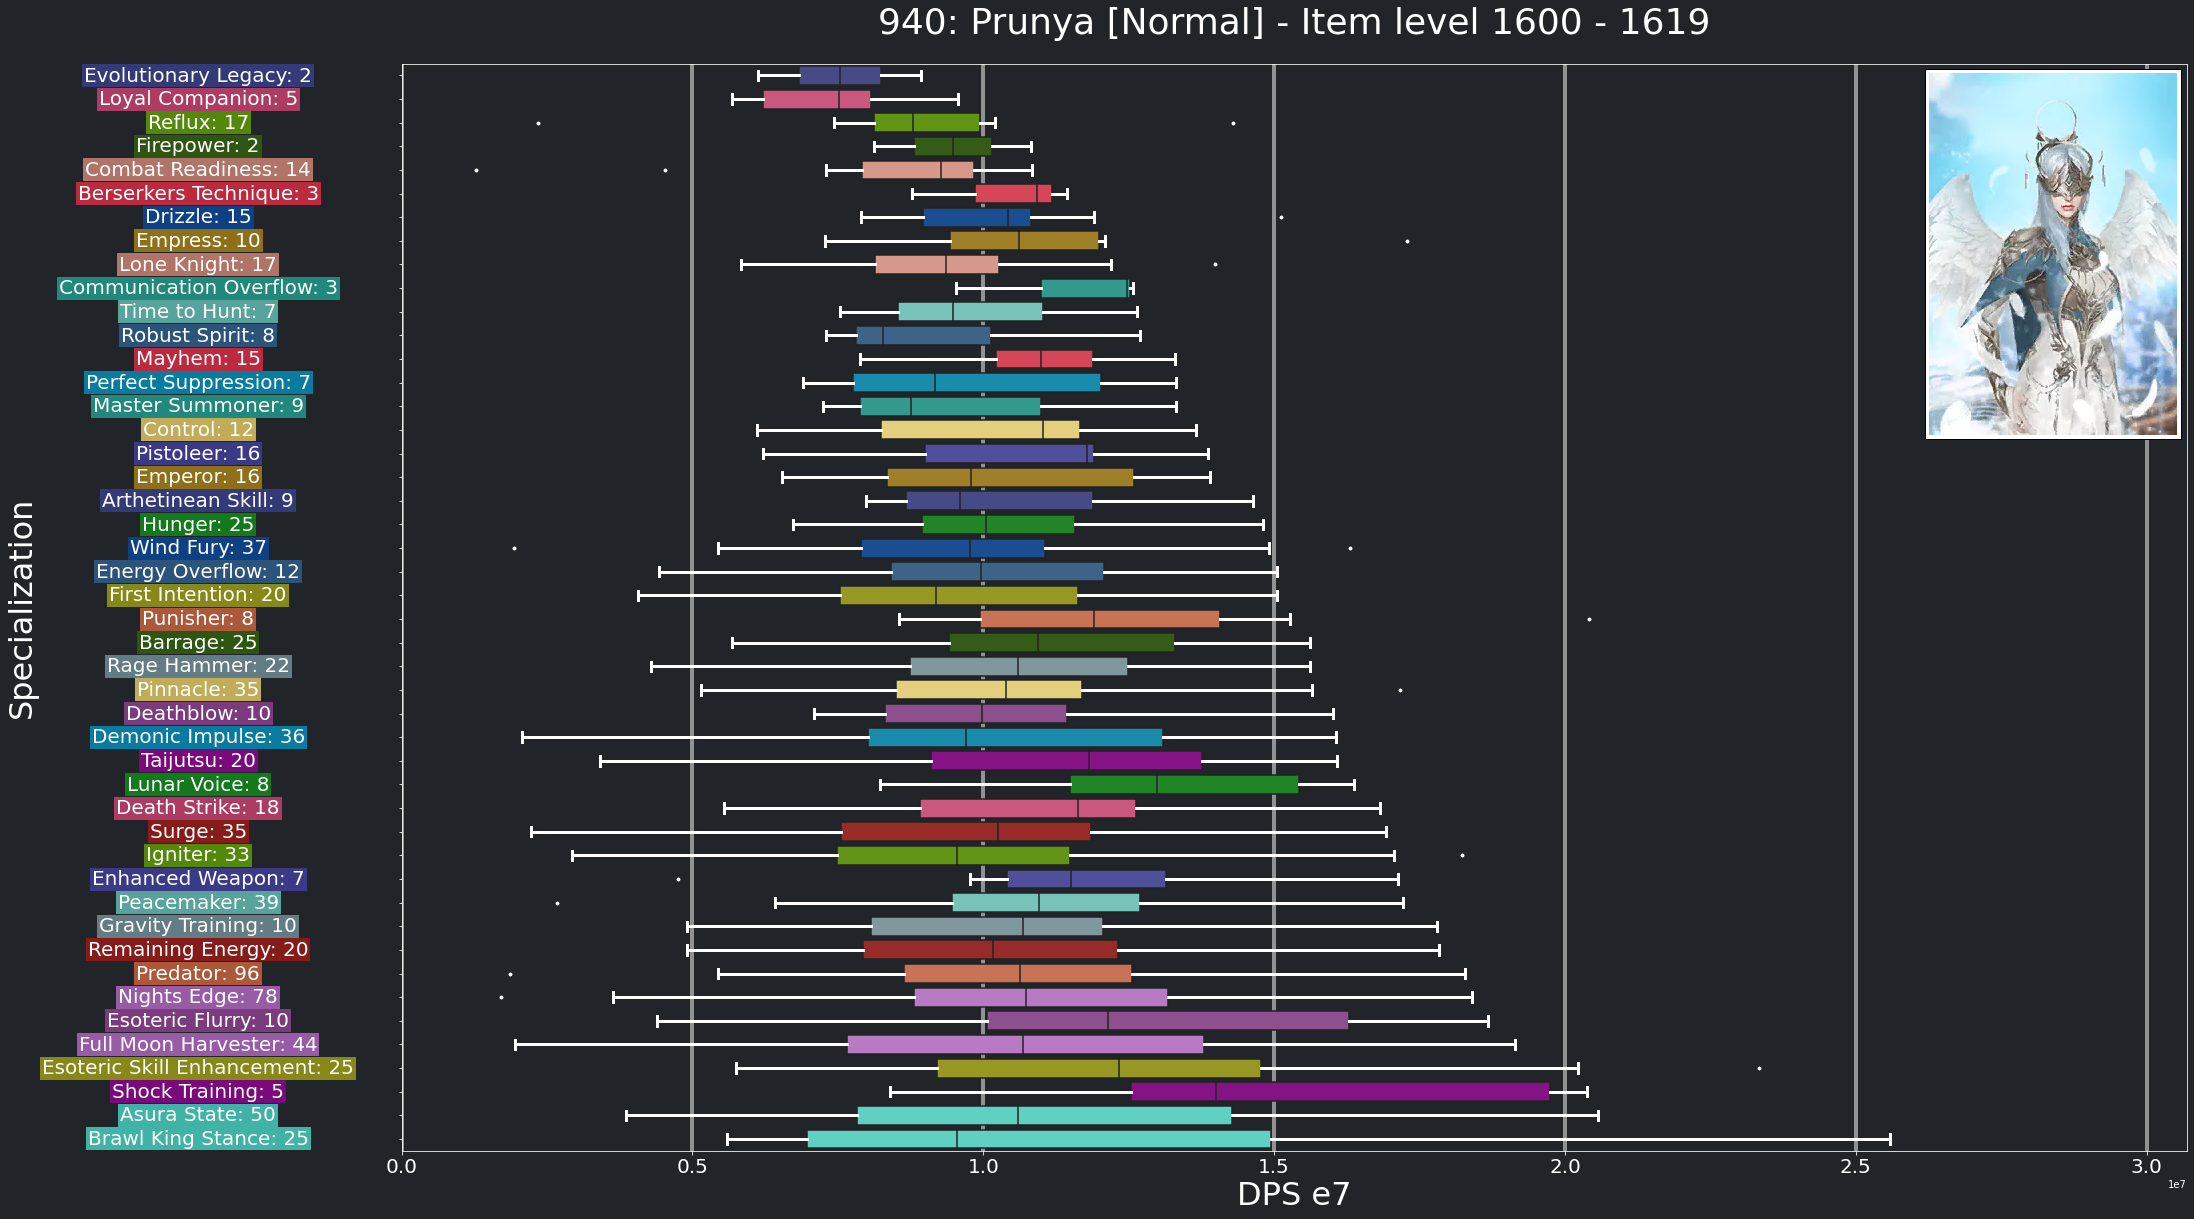 940: Prunya [Normal] - Item level 1600 - 1619
Specialization
Evolutionary Legacy: 2
Loyal Companion: 5
Reflux: 17
Firepower: 2
Combat Readiness: 14
Berserkers Technique: 3
Drizzle: 15
Empress: 10
Lone Knight: 17
Communication Overflow: 3
Time to Hunt: 7
Robust Spirit: 8
Mayhem: 15
Perfect Suppression: 7
Master Summoner: 9
Control: 12
Pistoleer: 16
Emperor: 16
Arthetinean Skill: 9
Hunger: 25
Wind Fury: 37
Energy Overflow: 12
First Intention: 20
Punisher: 8
Barrage: 25
Rage Hammer: 22
Pinnacle: 35
Deathblow: 10
Demonic Impulse: 36
Taijutsu: 20
Lunar Voice: 8
Death Strike: 18
Surge: 35
Igniter: 33
Enhanced Weapon: 7
Peacemaker: 39
Gravity Training: 10
Remaining Energy: 20
Predator: 96
Nights Edge: 78
Esoteric Flurry: 10
Full Moon Harvester: 44
Esoteric Skill Enhancement: 25
Shock Training: 5
Asura State: 50
Brawl King Stance: 25
0.0 0.5 1.0 1.5 2.0 2.5 3.0
1e7
DPS e7